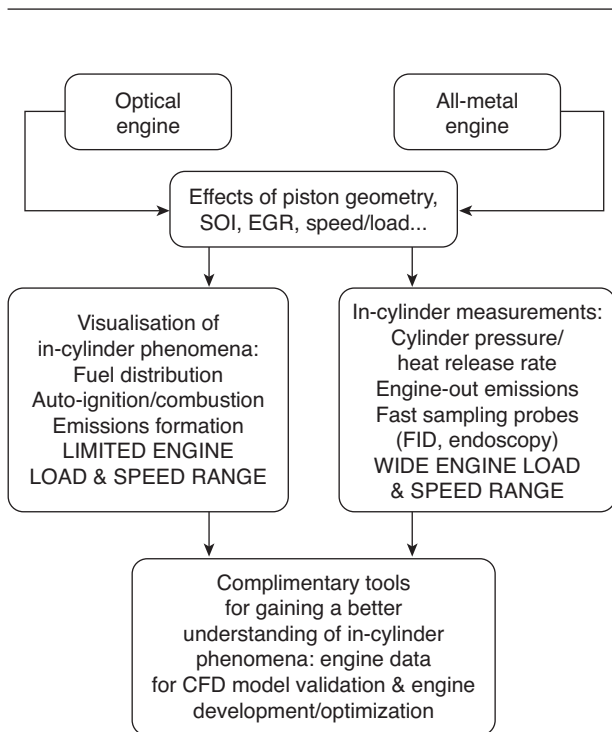 Optical
engine
All-metal
engine
Effects of piston geometry,
SOI, EGR, speed/load...
Visualisation of
in-cylinder phenomena:
Fuel distribution
Auto-ignition/combustion
Emissions formation
LIMITED ENGINE
LOAD & SPEED RANGE
In-cylinder measurements:
Cylinder pressure/
heat release rate
Engine-out emissions
Fast sampling probes
(FID, endoscopy)
WIDE ENGINE LOAD
& SPEED RANGE
Complimentary tools
for gaining a better
understanding of in-cylinder
phenomena: engine data
for CFD model validation & engine
development/optimization